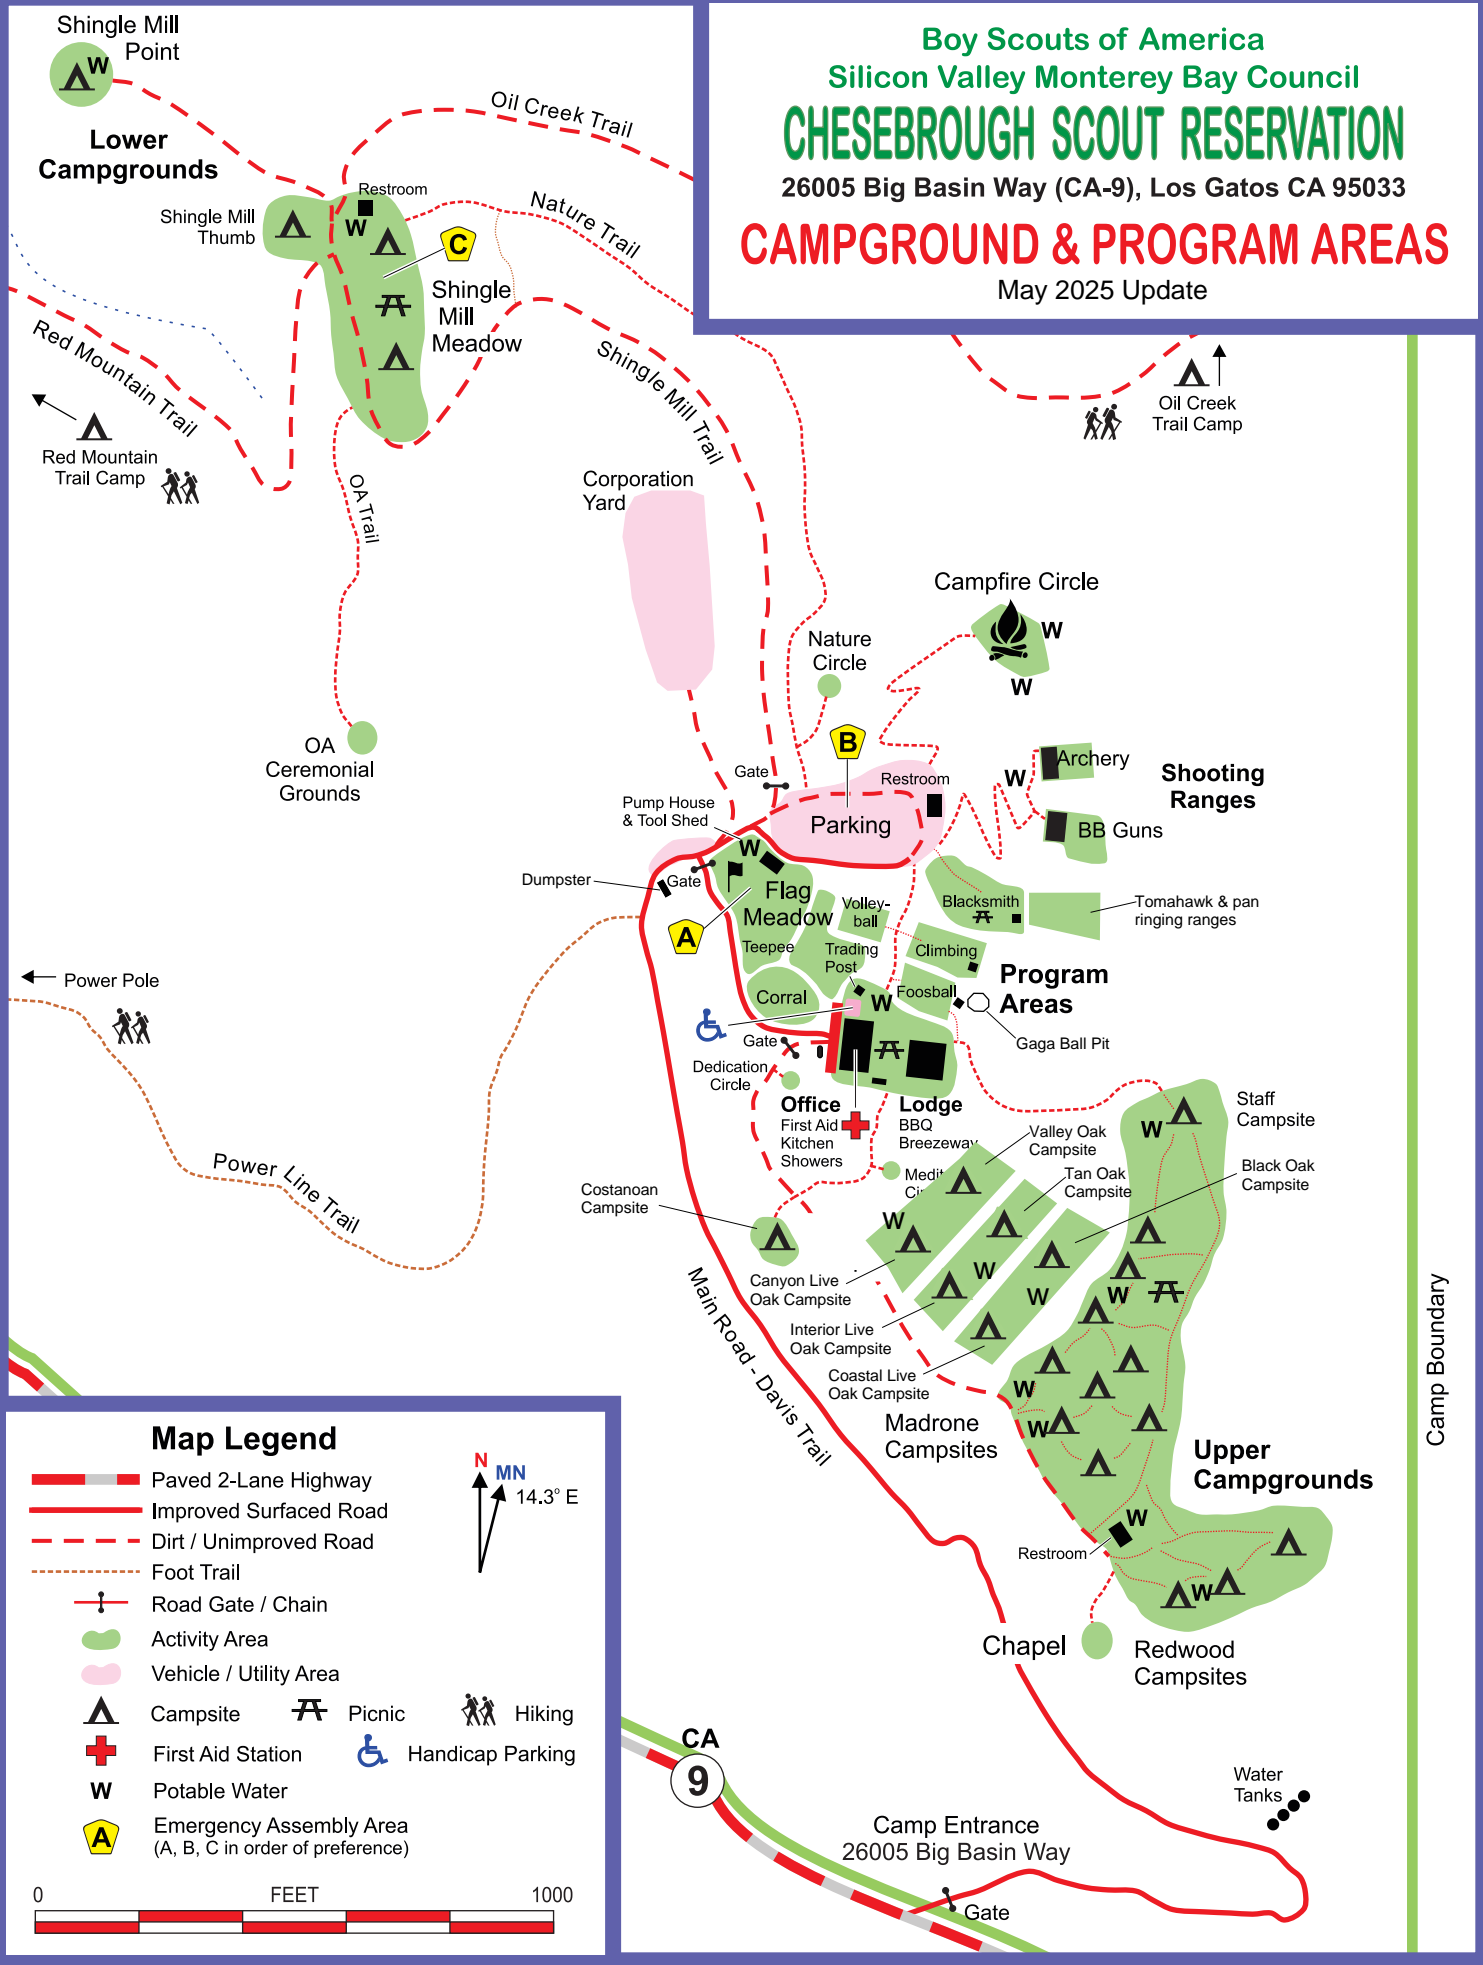 Boy Scouts of America
Silicon Valley Monterey Bay Council
CHESEBROUGH SCOUT RESERVATION
26005 Big Basin Way (CA-9), Los Gatos CA 95033
CAMPGROUND & PROGRAM AREAS
May 2025 Update
Shingle Mill
Point
W
Lower
Campgrounds
Oil Creek Trail
Nature Trail
Restroom
W
Shingle Mill
Thumb
C
Shingle
Mill
Meadow
Red Mountain Trail
Red Mountain
Trail Camp
Shingle Mill Trail
OA Trail
Oil Creek
Trail Camp
Corporation
Yard
Campfire Circle
W
W
Nature
Circle
OA
Ceremonial
Grounds
B
Gate
Restroom
Parking
Pump House
& Tool Shed
W
Archery
W
BB Guns
Shooting
Ranges
Dumpster
Gate
Flag
Meadow
A
Teepee
Volley-
ball
Trading
Post
Blacksmith
Tomahawk & pan
ringing ranges
Climbing
Program
Areas
Foosball
W
Corral
Gaga Ball Pit
Power Pole
Gate
Dedication
Circle
Office
First Aid
Kitchen
Showers
Lodge
BBQ
Breezeway
Staff
Campsite
W
Valley Oak
Campsite
Tan Oak
Campsite
Black Oak
Campsite
Power Line Trail
Costanoan
Campsite
W
W
W
W
Canyon Live
Oak Campsite
Interior Live
Oak Campsite
Coastal Live
Oak Campsite
Main Road - Davis Trail
W
W
Madrone
Campsites
Upper
Campgrounds
W
Restroom
W
Chapel
Redwood
Campsites
Camp Boundary
Water
Tanks
CA
9
Camp Entrance
26005 Big Basin Way
Gate
Map Legend
N
MN
14.3° E
Paved 2-Lane Highway
Improved Surfaced Road
Dirt / Unimproved Road
Foot Trail
Road Gate / Chain
Activity Area
Vehicle / Utility Area
Campsite Picnic Hiking
First Aid Station Handicap Parking
W Potable Water
A Emergency Assembly Area
(A, B, C in order of preference)
0 FEET 1000